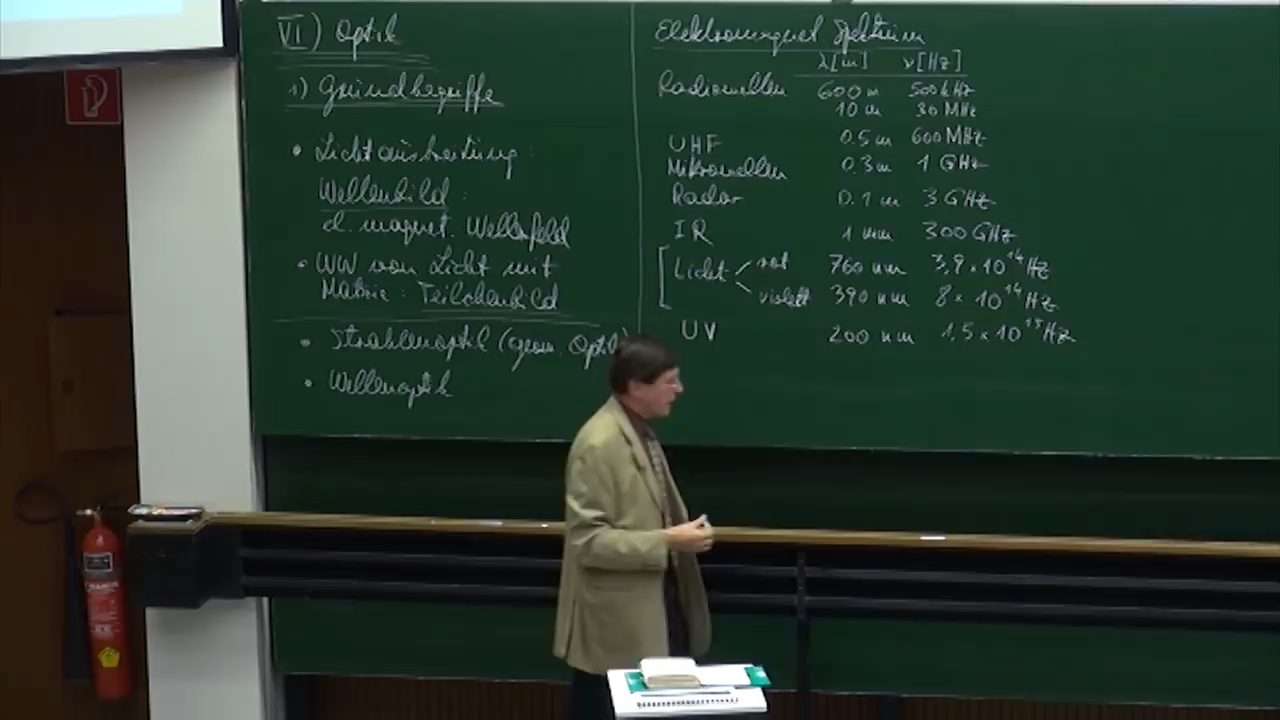 VI) Optik
1) Grundbegriffe
• Lichtausbreitung:
Wellenbild:
el. magnet. Wellenfeld
• WW von Licht mit
Materie: Teilchenbild
• Strahlenoptik (geom. Optik)
• Wellenoptik
Elektromagnet Spektrum
λ[m] ν[Hz]
Radiowellen 600 m 500 kHz
10 m 30 MHz
UHF 0.5 m 600 MHz
Mikrowellen 0.3 m 1 GHz
Radar 0.1 m 3 GHz
IR 1 mm 300 GHz
Licht rot 760 nm 3,9 × 10¹⁴ Hz
violett 390 nm 8 × 10¹⁴ Hz
UV 200 nm 1,5 × 10¹⁵ Hz